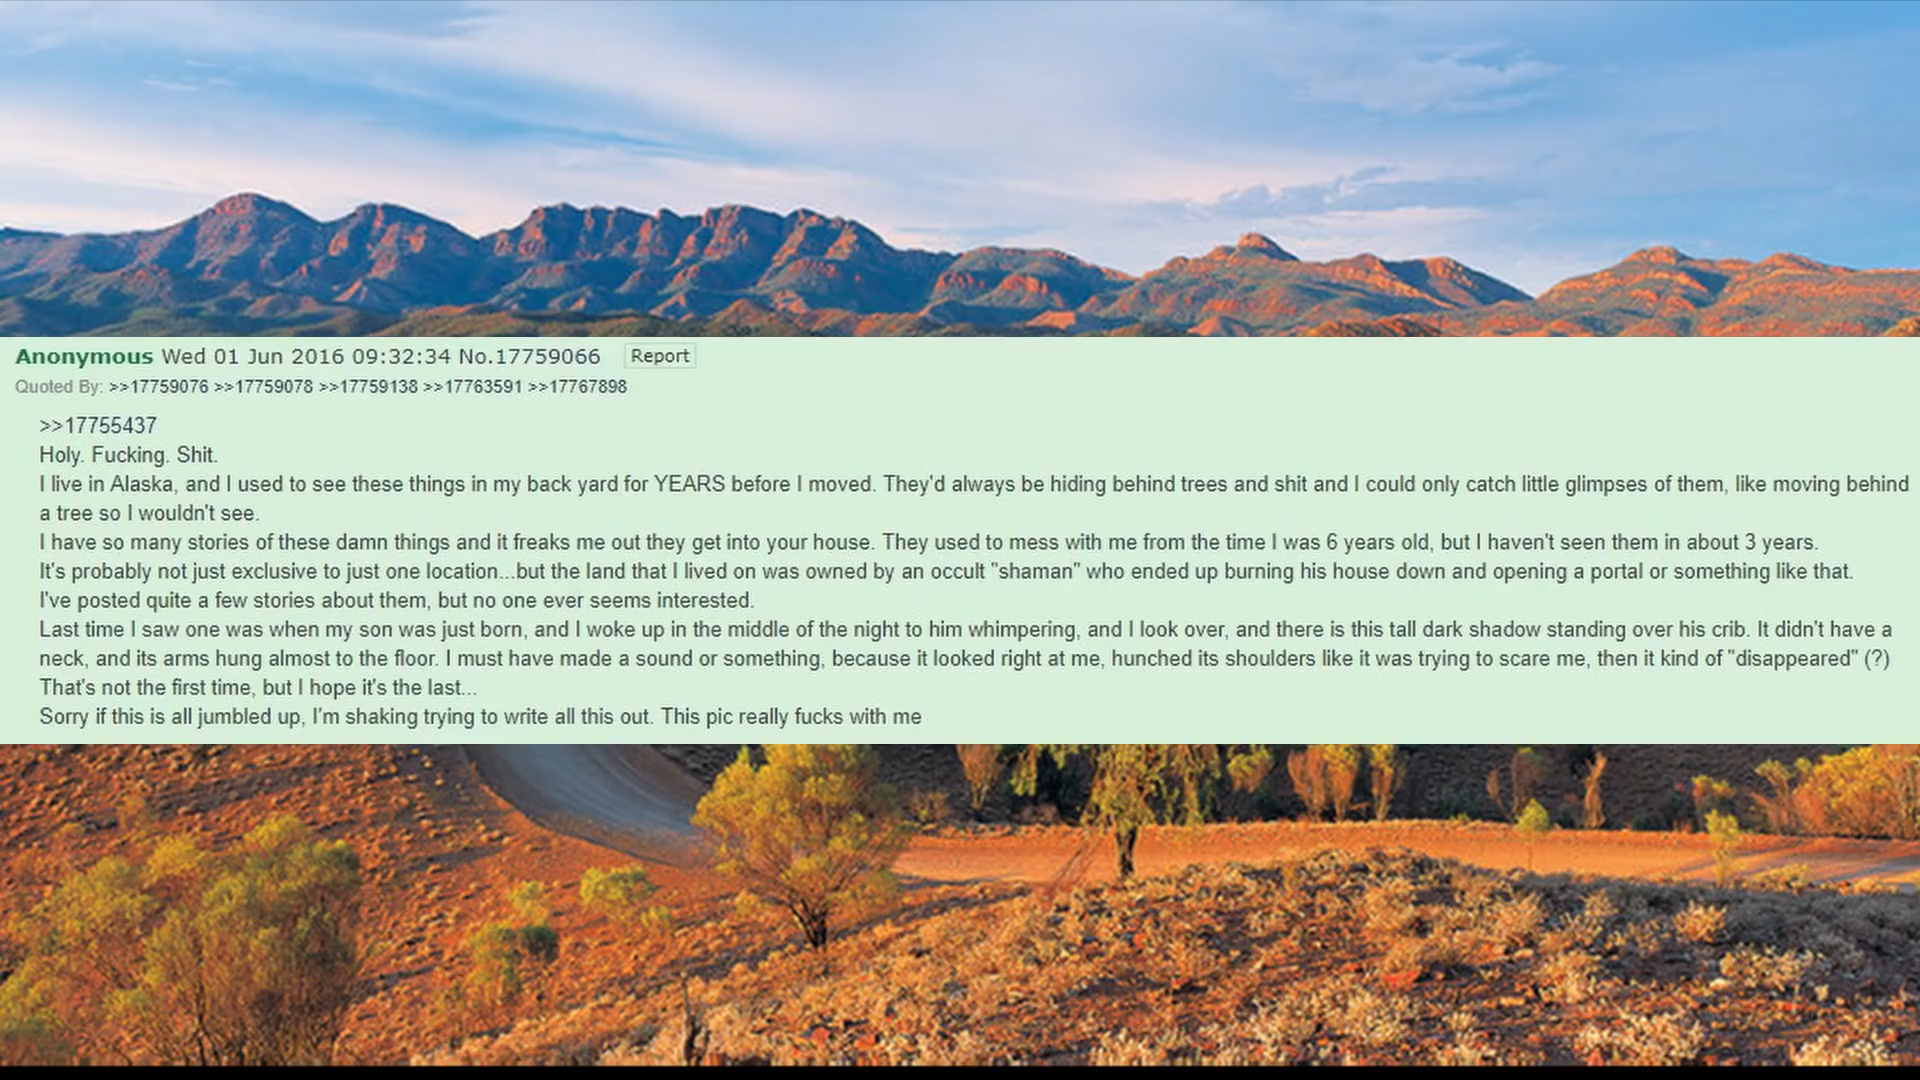 Anonymous Wed 01 Jun 2016 09:32:34 No.17759066 Report
Quoted By: >>17759076 >>17759078 >>17759138 >>17763591 >>17767898
>>17755437
Holy. Fucking. Shit.
I live in Alaska, and I used to see these things in my back yard for YEARS before I moved. They'd always be hiding behind trees and shit and I could only catch little glimpses of them, like moving behind
a tree so I wouldn't see.
I have so many stories of these damn things and it freaks me out they get into your house. They used to mess with me from the time I was 6 years old, but I haven't seen them in about 3 years.
It's probably not just exclusive to just one location...but the land that I lived on was owned by an occult "shaman" who ended up burning his house down and opening a portal or something like that.
I've posted quite a few stories about them, but no one ever seems interested.
Last time I saw one was when my son was just born, and I woke up in the middle of the night to him whimpering, and I look over, and there is this tall dark shadow standing over his crib. It didn't have a
neck, and its arms hung almost to the floor. I must have made a sound or something, because it looked right at me, hunched its shoulders like it was trying to scare me, then it kind of "disappeared" (?)
That's not the first time, but I hope it's the last...
Sorry if this is all jumbled up, I'm shaking trying to write all this out. This pic really fucks with me